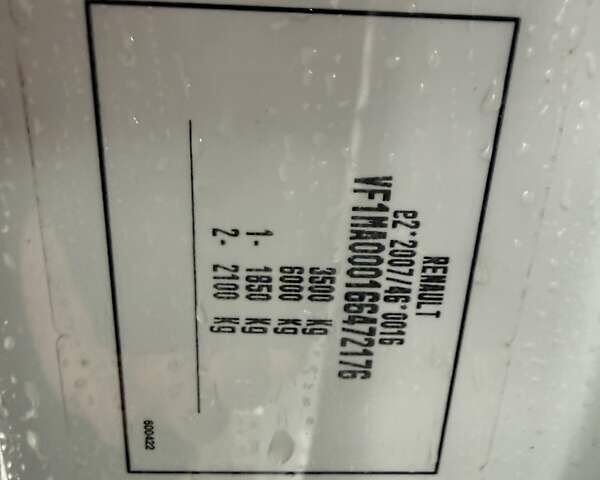 RENAULT
e2*2007/46*0016
VF1MA000166472176
3500 Kg
6000 Kg
1- 1850 Kg
2- 2100 Kg
600422